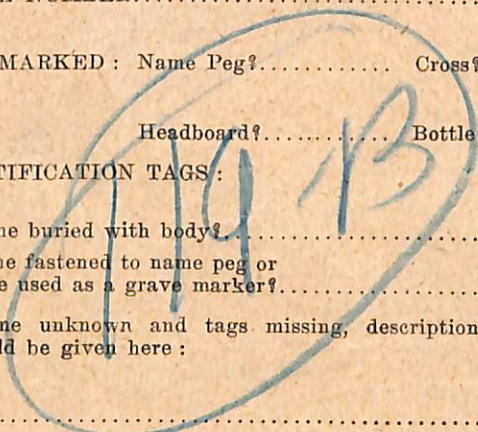 MARKED : Name Peg?............ Cross?
Headboard?............ Bottle
TIFICATION TAGS :
ne buried with body?
ne fastened to name peg or
e used as a grave marker?
ne unknown and tags missing, description
ld be given here :
119 B